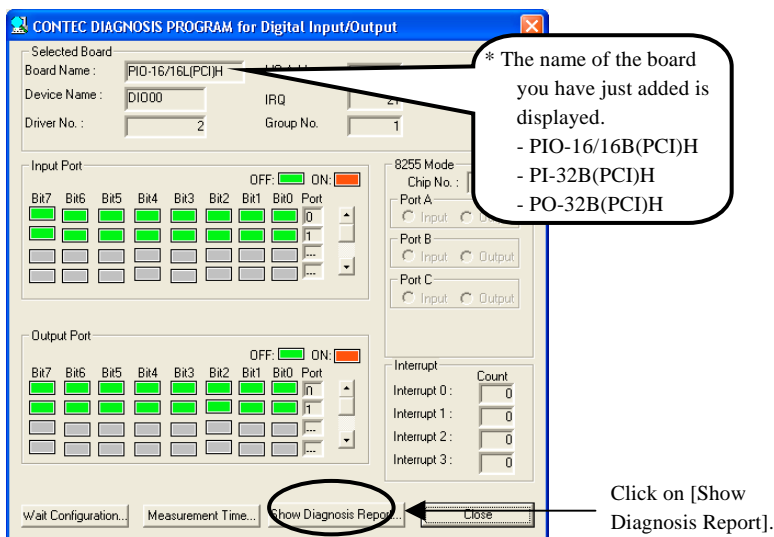 CONTEC DIAGNOSIS PROGRAM for Digital Input/Output
Selected Board
Board Name : PIO-16/16L(PCI)H
Device Name : DIO00 IRQ 21
Driver No. : 2 Group No. 1
* The name of the board
you have just added is
displayed.
- PIO-16/16B(PCI)H
- PI-32B(PCI)H
- PO-32B(PCI)H
Input Port
OFF: ON:
Bit7 Bit6 Bit5 Bit4 Bit3 Bit2 Bit1 Bit0 Port
0
1
---
---
8255 Mode
Chip No. :
Port A
Input
Port B
Input Output
Port C
Input Output
Output Port
OFF: ON:
Bit7 Bit6 Bit5 Bit4 Bit3 Bit2 Bit1 Bit0 Port
0
1
---
---
Interrupt
Count
Interrupt 0 : 0
Interrupt 1 : 0
Interrupt 2 : 0
Interrupt 3 : 0
Wait Configuration... Measurement Time... Show Diagnosis Report... Close
Click on [Show
Diagnosis Report].